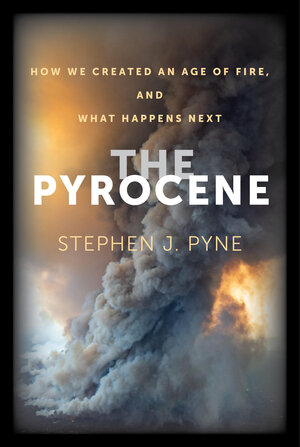 HOW WE CREATED AN AGE OF FIRE,
AND
WHAT HAPPENS NEXT
THE
PYROCENE
STEPHEN J. PYNE